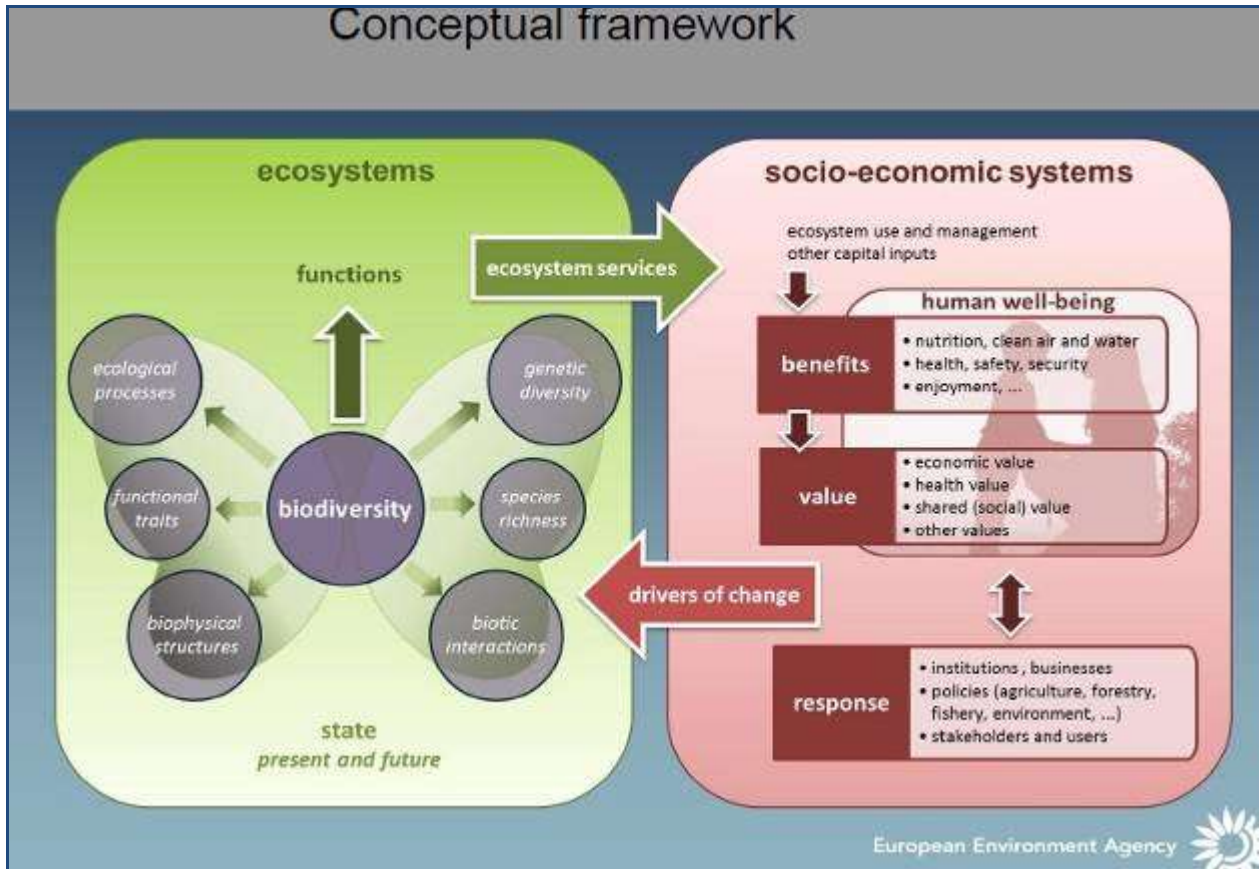 Conceptual framework
ecosystems
functions
ecosystem services
ecological
processes
genetic
diversity
functional
traits
biodiversity
species
richness
biophysical
structures
biotic
interactions
state
present and future
drivers of change
socio-economic systems
ecosystem use and management
other capital inputs
human well-being
benefits
• nutrition, clean air and water
• health, safety, security
• enjoyment, ...
value
• economic value
• health value
• shared (social) value
• other values
response
• institutions , businesses
• policies (agriculture, forestry,
fishery, environment, ...)
• stakeholders and users
European Environment Agency